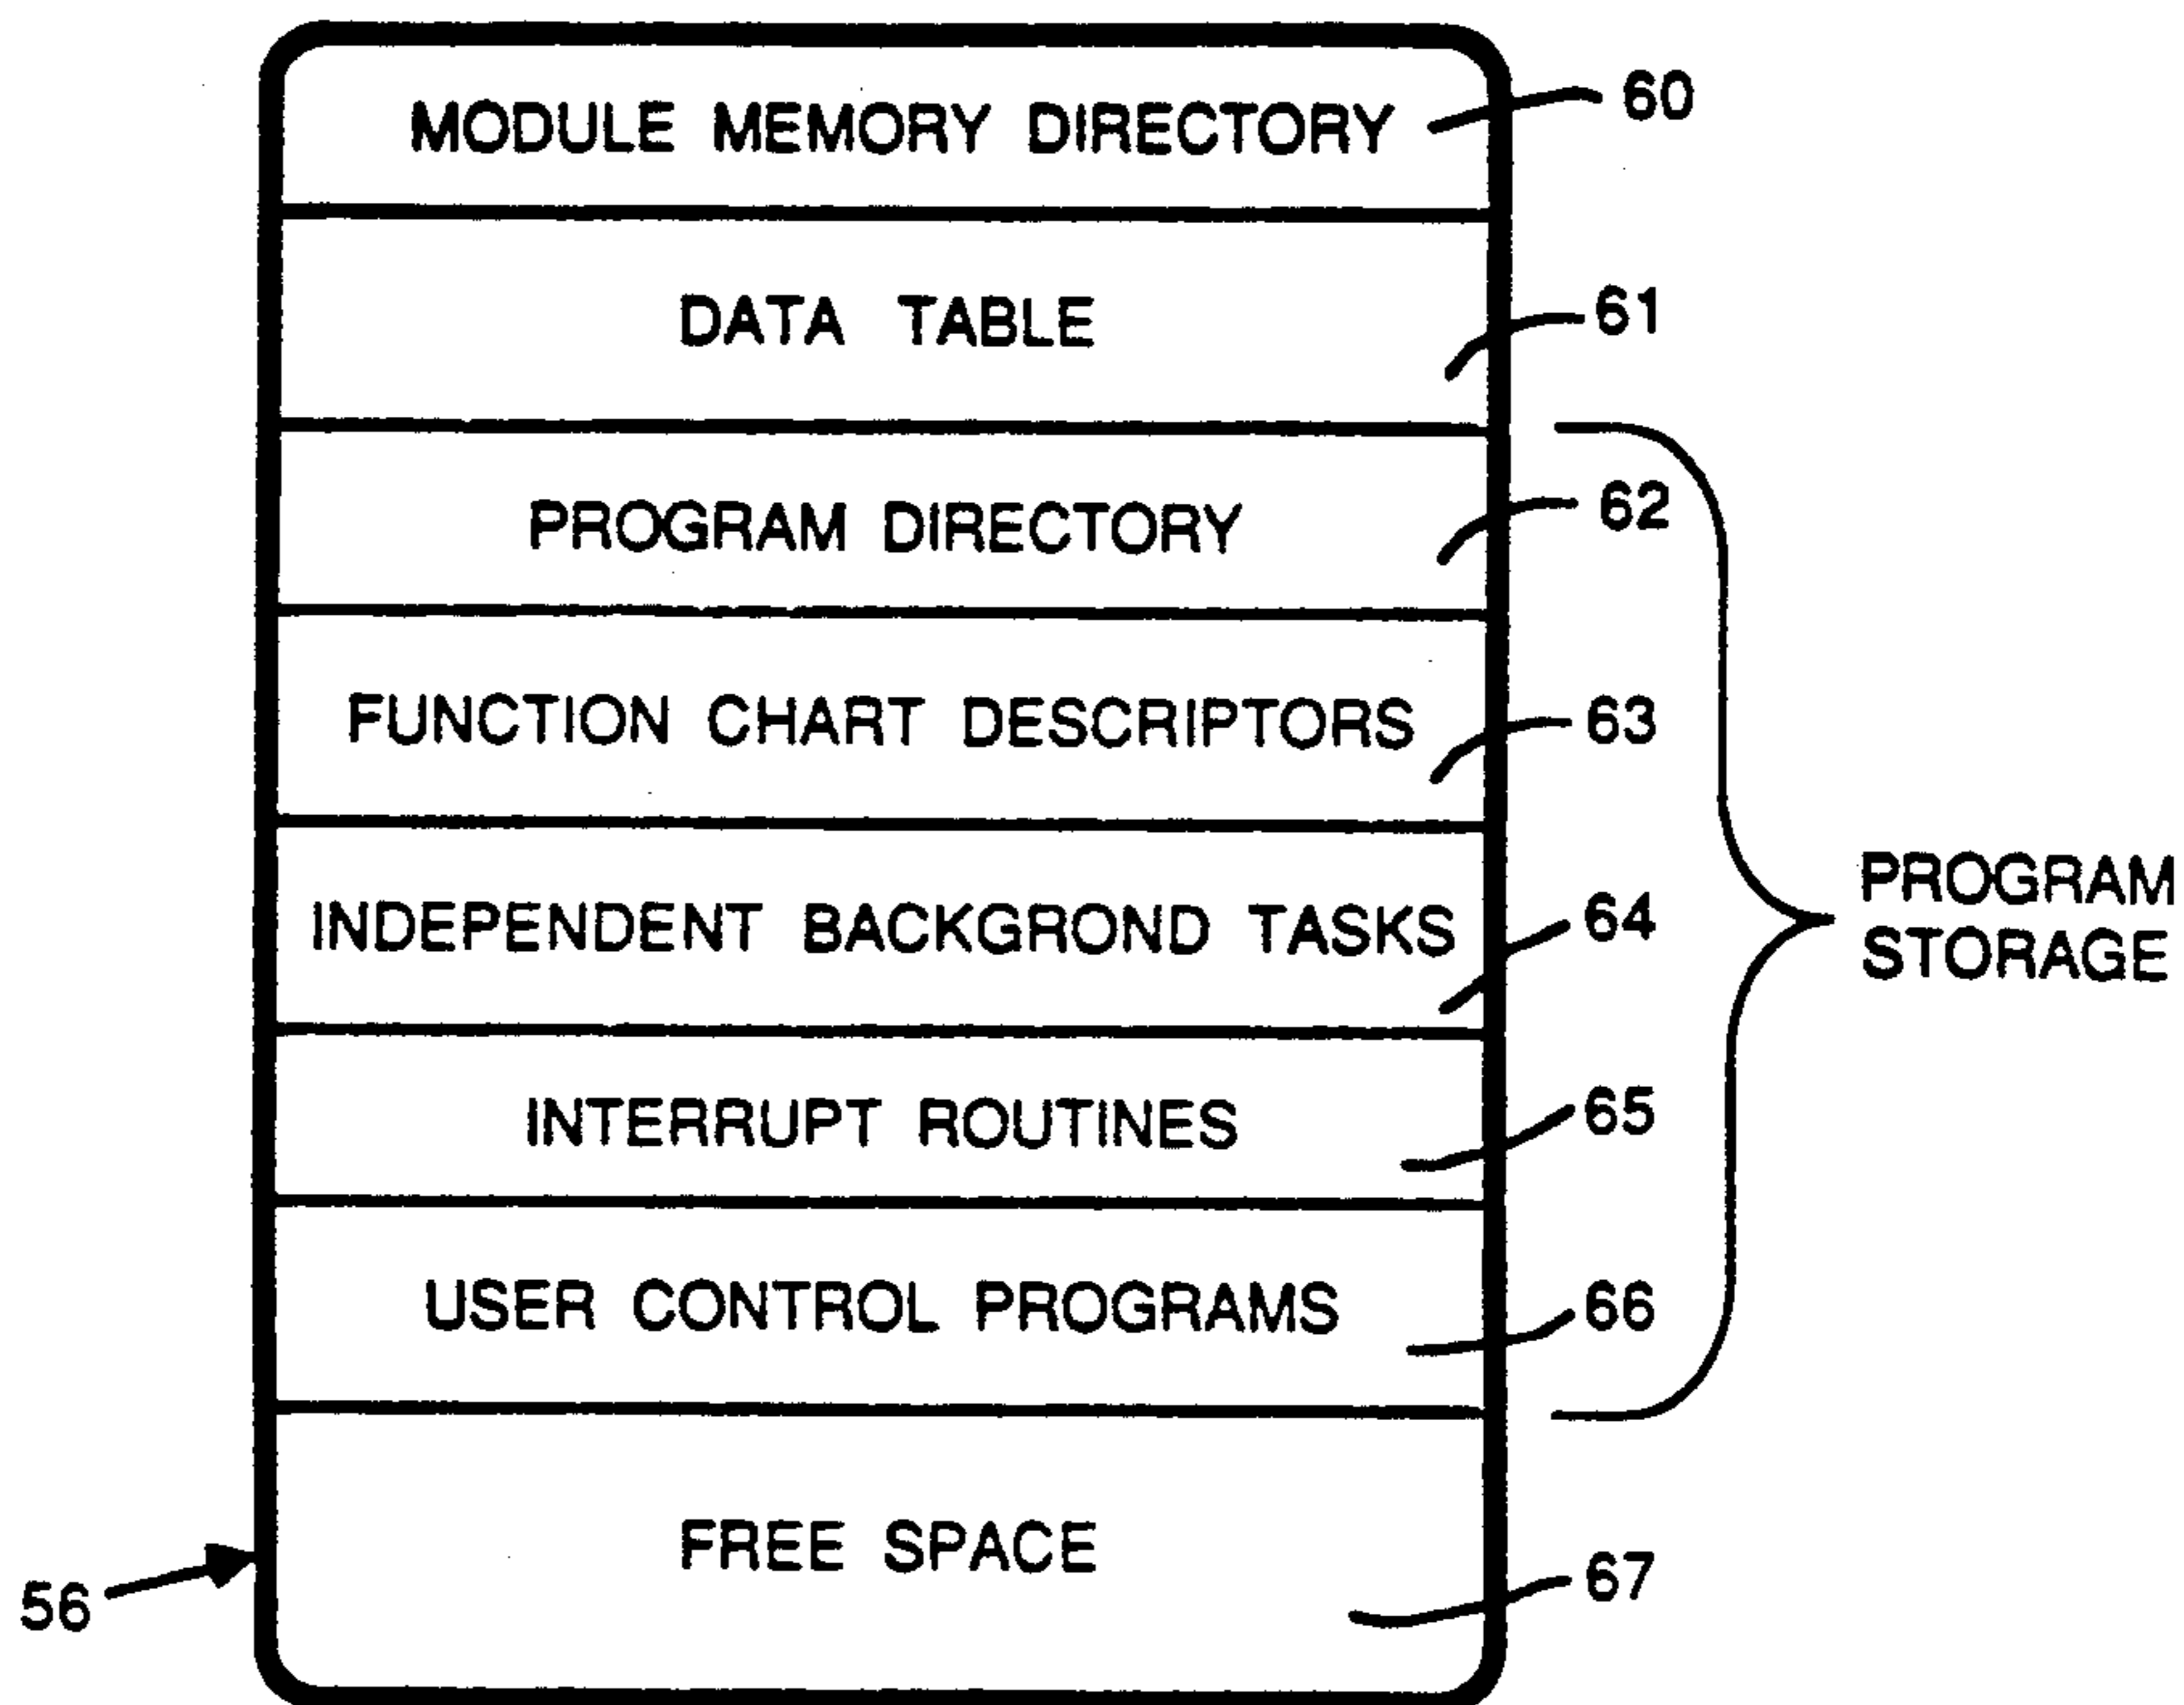 MODULE MEMORY DIRECTORY
60
DATA TABLE
61
PROGRAM DIRECTORY
62
FUNCTION CHART DESCRIPTORS
63
INDEPENDENT BACKGROND TASKS
64
PROGRAM
STORAGE
INTERRUPT ROUTINES
65
USER CONTROL PROGRAMS
66
FREE SPACE
67
56